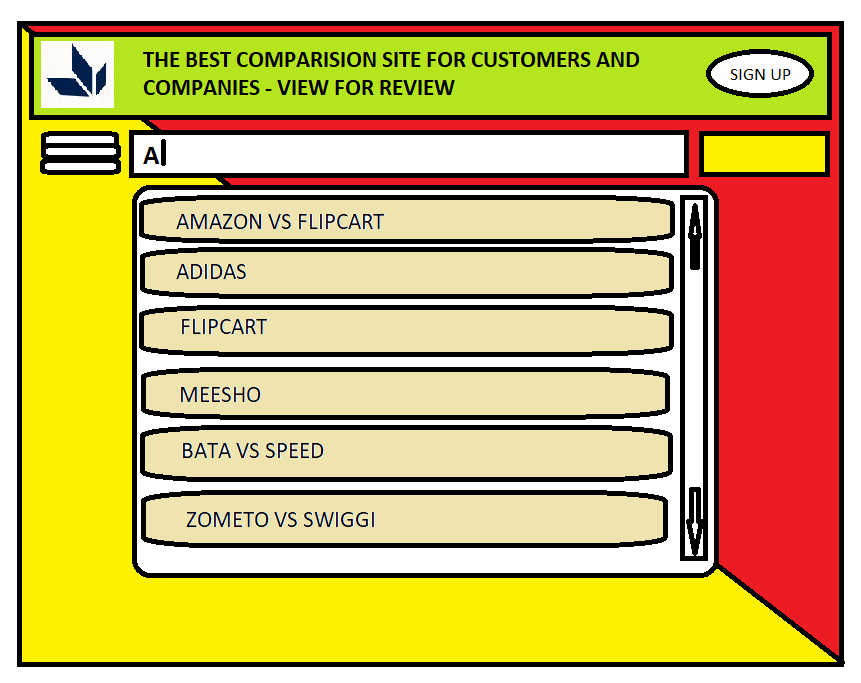 THE BEST COMPARISION SITE FOR CUSTOMERS AND
COMPANIES - VIEW FOR REVIEW
SIGN UP
A
AMAZON VS FLIPCART
ADIDAS
FLIPCART
MEESHO
BATA VS SPEED
ZOMETO VS SWIGGI